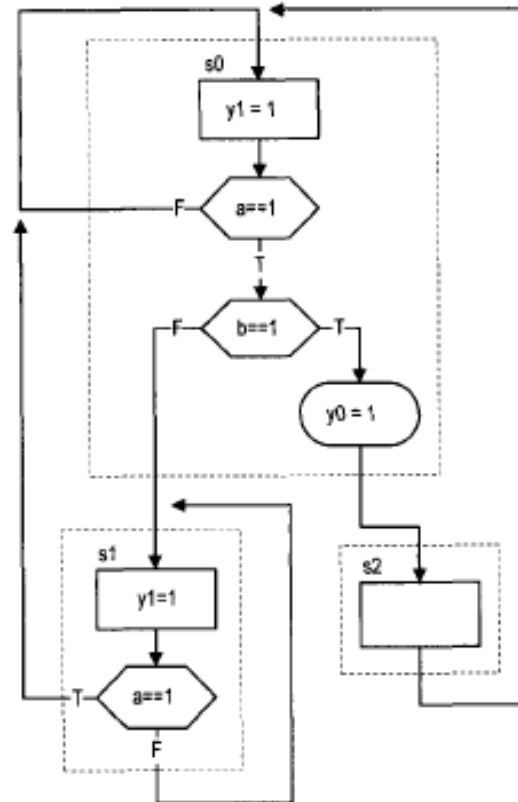 s0
y1 = 1
F
a==1
T
F
b==1
T
y0 = 1
s1
s2
y1=1
T
a==1
F